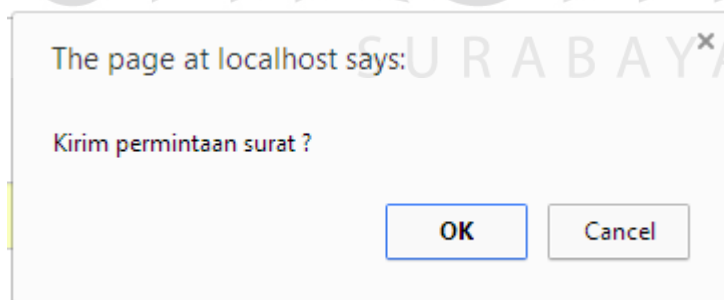 The page at localhost says:
SURABAYA
Kirim permintaan surat ?
OK
Cancel